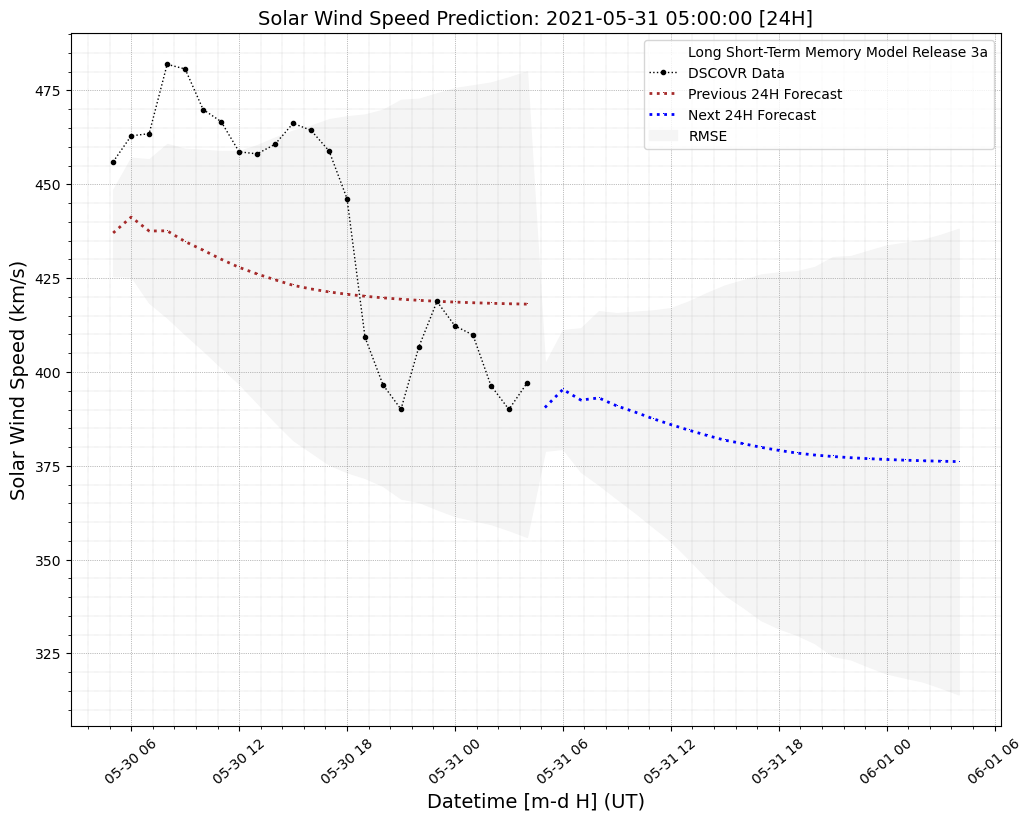 Solar Wind Speed Prediction: 2021-05-31 05:00:00 [24H]
Long Short-Term Memory Model Release 3a
DSCOVR Data
Previous 24H Forecast
Next 24H Forecast
RMSE
Solar Wind Speed (km/s)
475
450
425
400
375
350
325
05-30 06
05-30 12
05-30 18
05-31 00
05-31 06
05-31 12
05-31 18
06-01 00
06-01 06
Datetime [m-d H] (UT)